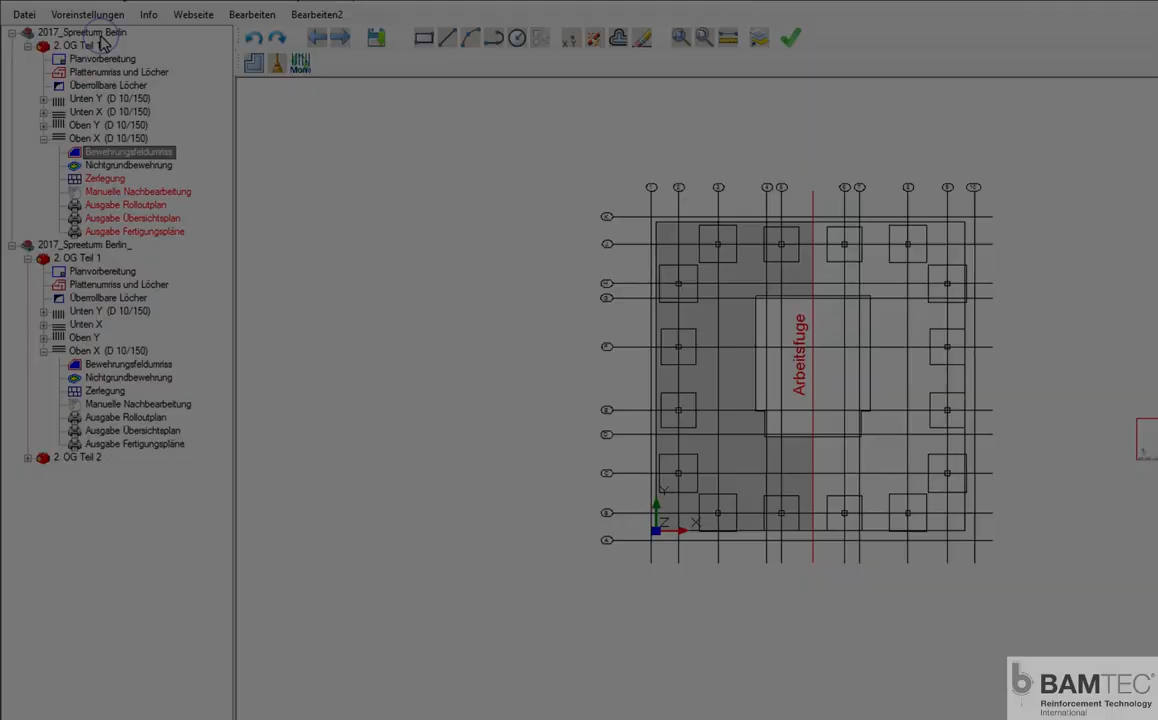 Datei Voreinstellungen Info Webseite Bearbeiten Bearbeiten2
2017_Spreeturm Berlin
2. OG Teil 1
Planvorbereitung
Plattenumriss und Löcher
Überrollbare Löcher
Unten Y (D 10/150)
Unten X (D 10/150)
Oben Y (D 10/150)
Oben X (D 10/150)
Bewehrungsfeldumriss
Nichtgrundbewehrung
Zerlegung
Manuelle Nachbearbeitung
Ausgabe Rolloutplan
Ausgabe Übersichtsplan
Ausgabe Fertigungspläne
2017_Spreeturm Berlin_
2. OG Teil 1
Planvorbereitung
Plattenumriss und Löcher
Überrollbare Löcher
Unten Y (D 10/150)
Unten X
Oben Y
Oben X (D 10/150)
Bewehrungsfeldumriss
Nichtgrundbewehrung
Zerlegung
Manuelle Nachbearbeitung
Ausgabe Rolloutplan
Ausgabe Übersichtsplan
Ausgabe Fertigungspläne
2. OG Teil 2
Arbeitsfuge
Y
Z X
BAMTEC®
Reinforcement Technology
International